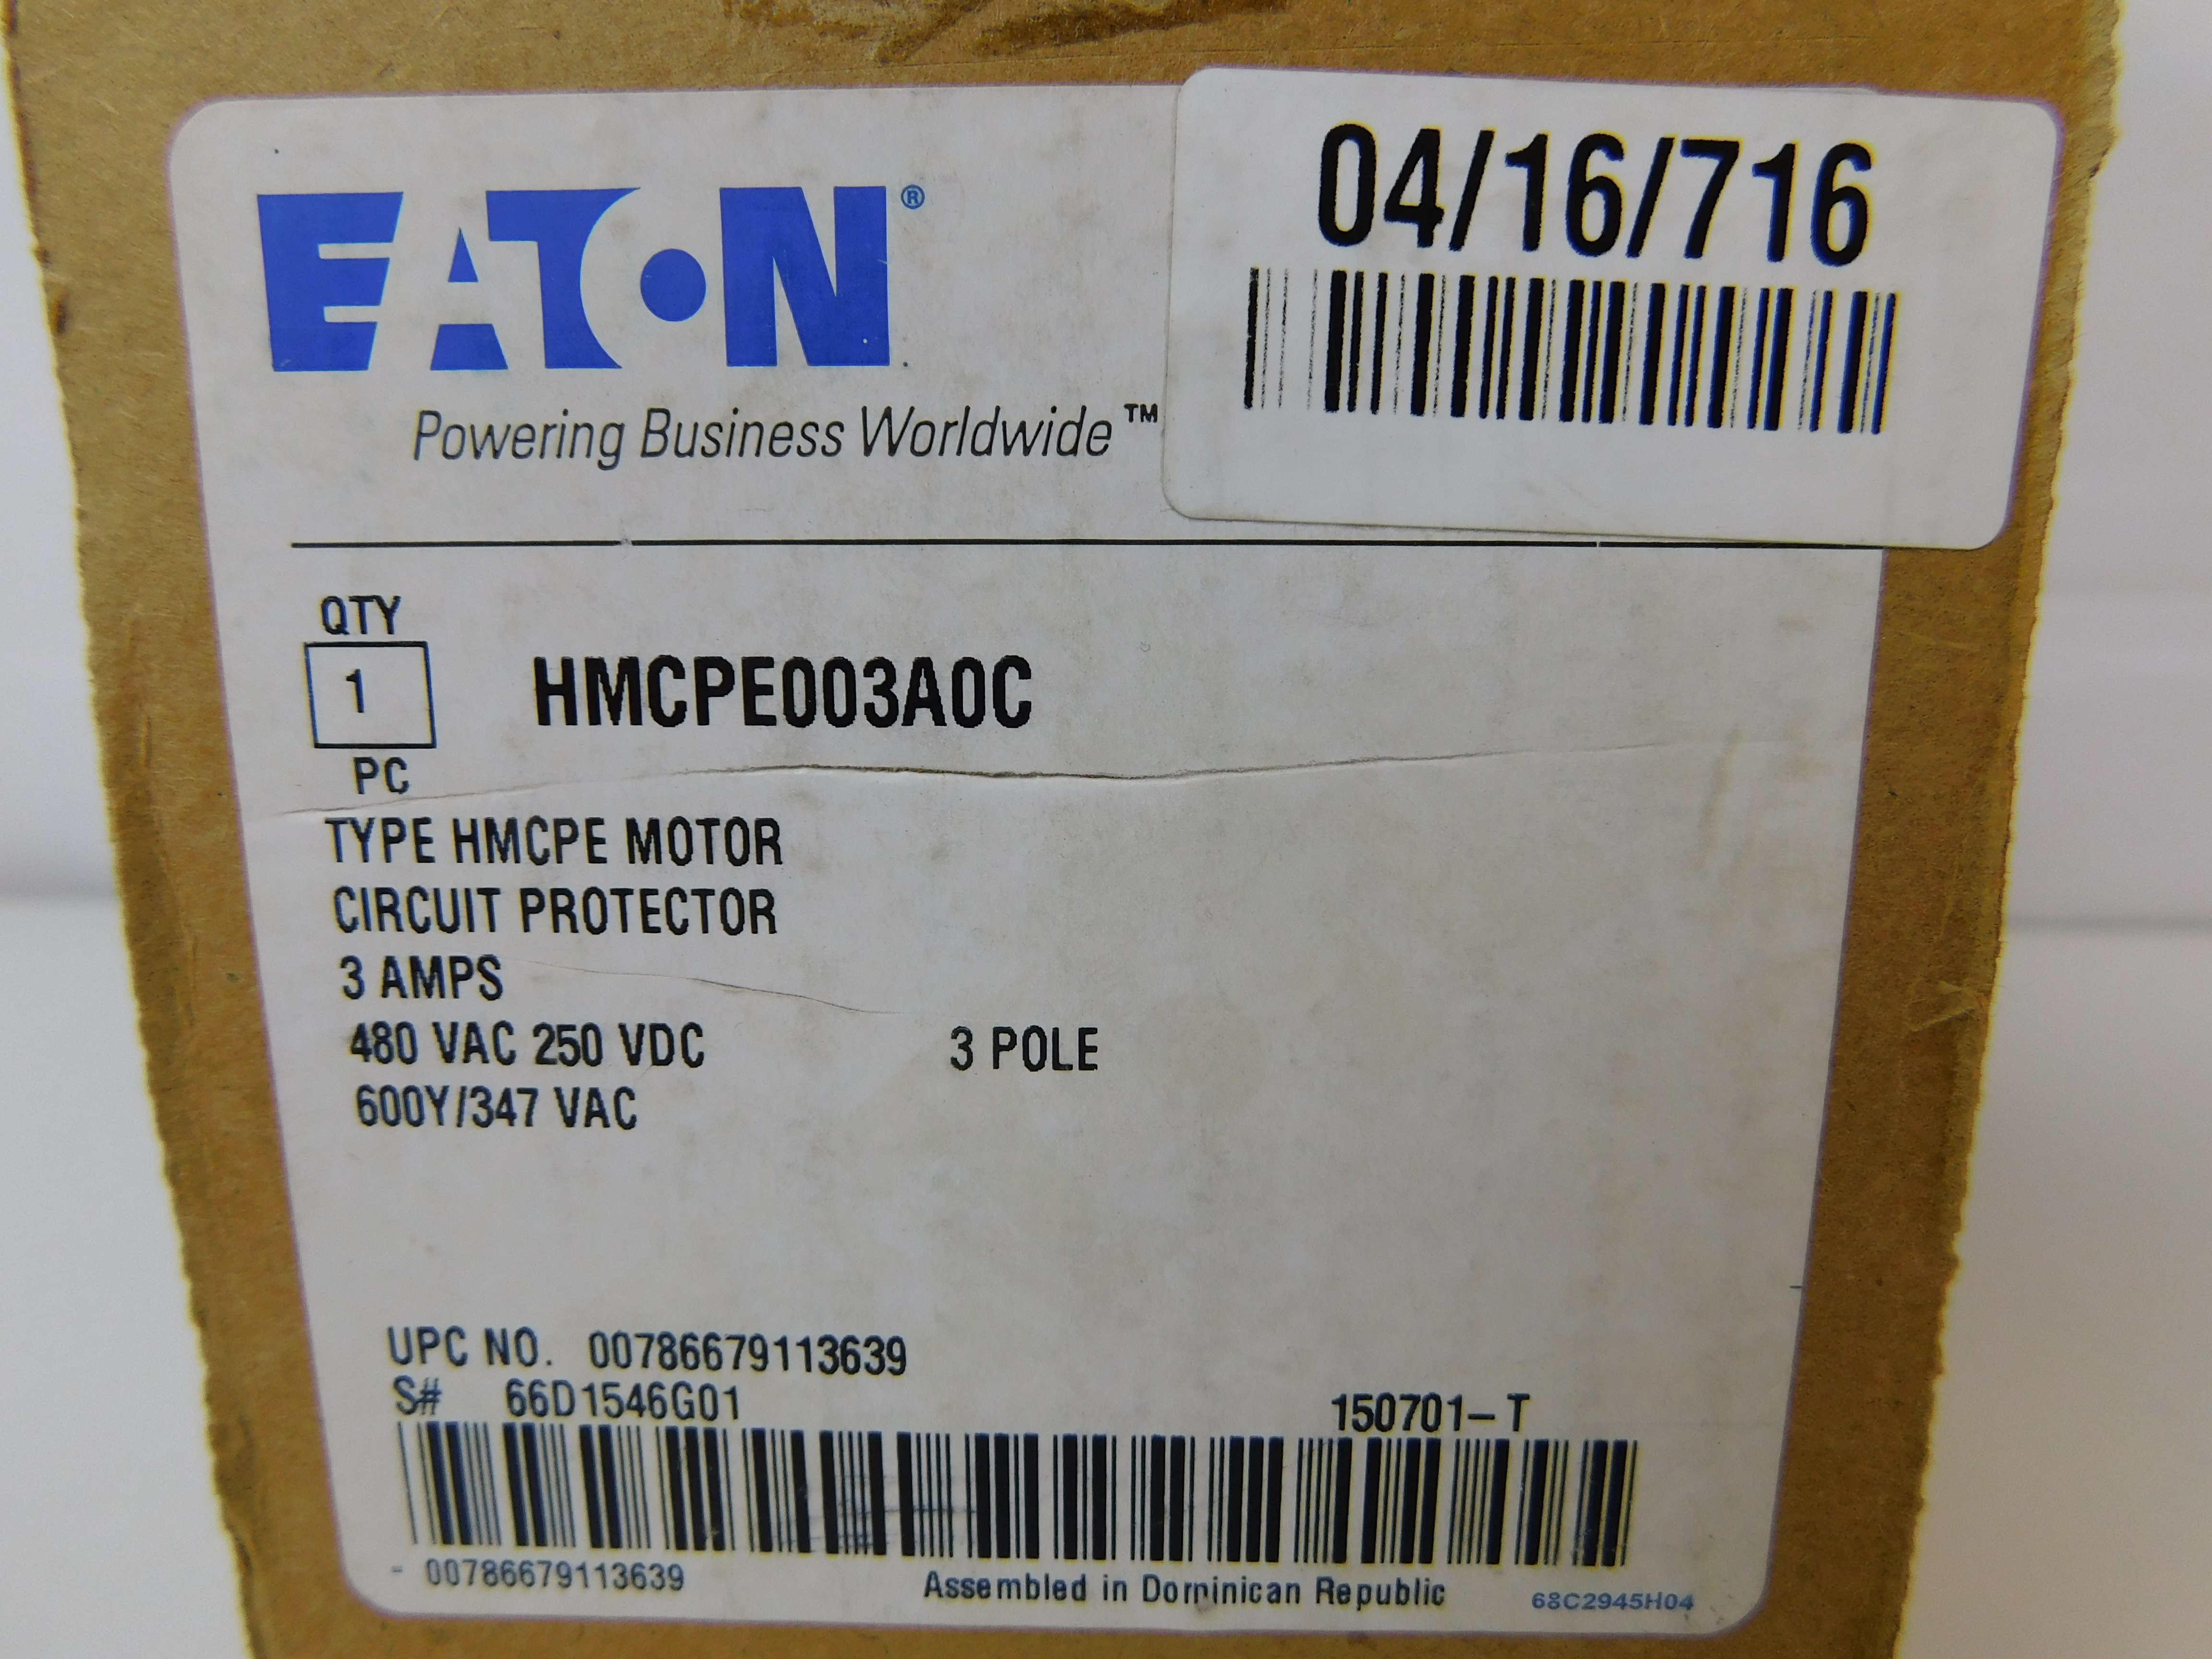 EATON®
Powering Business Worldwide™
04/16/716
QTY
1
PC
HMCPE003A0C
TYPE HMCPE MOTOR
CIRCUIT PROTECTOR
3 AMPS
480 VAC 250 VDC 3 POLE
600Y/347 VAC
UPC NO. 00786679113639
S# 66D1546G01 150701-T
- 00786679113639 Assembled in Dominican Republic 68C2945H04